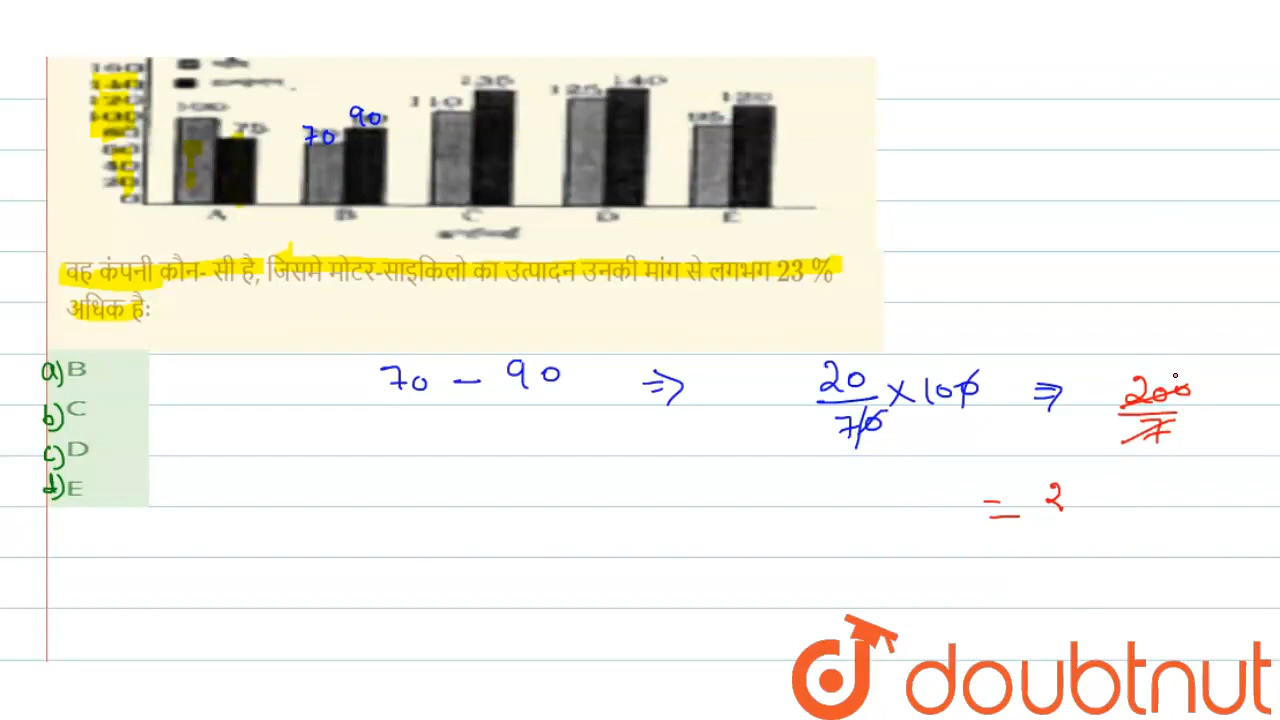 160
140
120
100
80
60
40
20
0
100 75
70 90
110 135
125 140
95 120
A B C D E
वह कंपनी कौन- सी है, जिसमे मोटर-साइकिलो का उत्पादन उनकी मांग से लगभग 23 %
अधिक है:
a) B
b) C
c) D
d) E
70 - 90 ⇒ 20/70 × 100 ⇒ 200/7
= 2
doubtnut